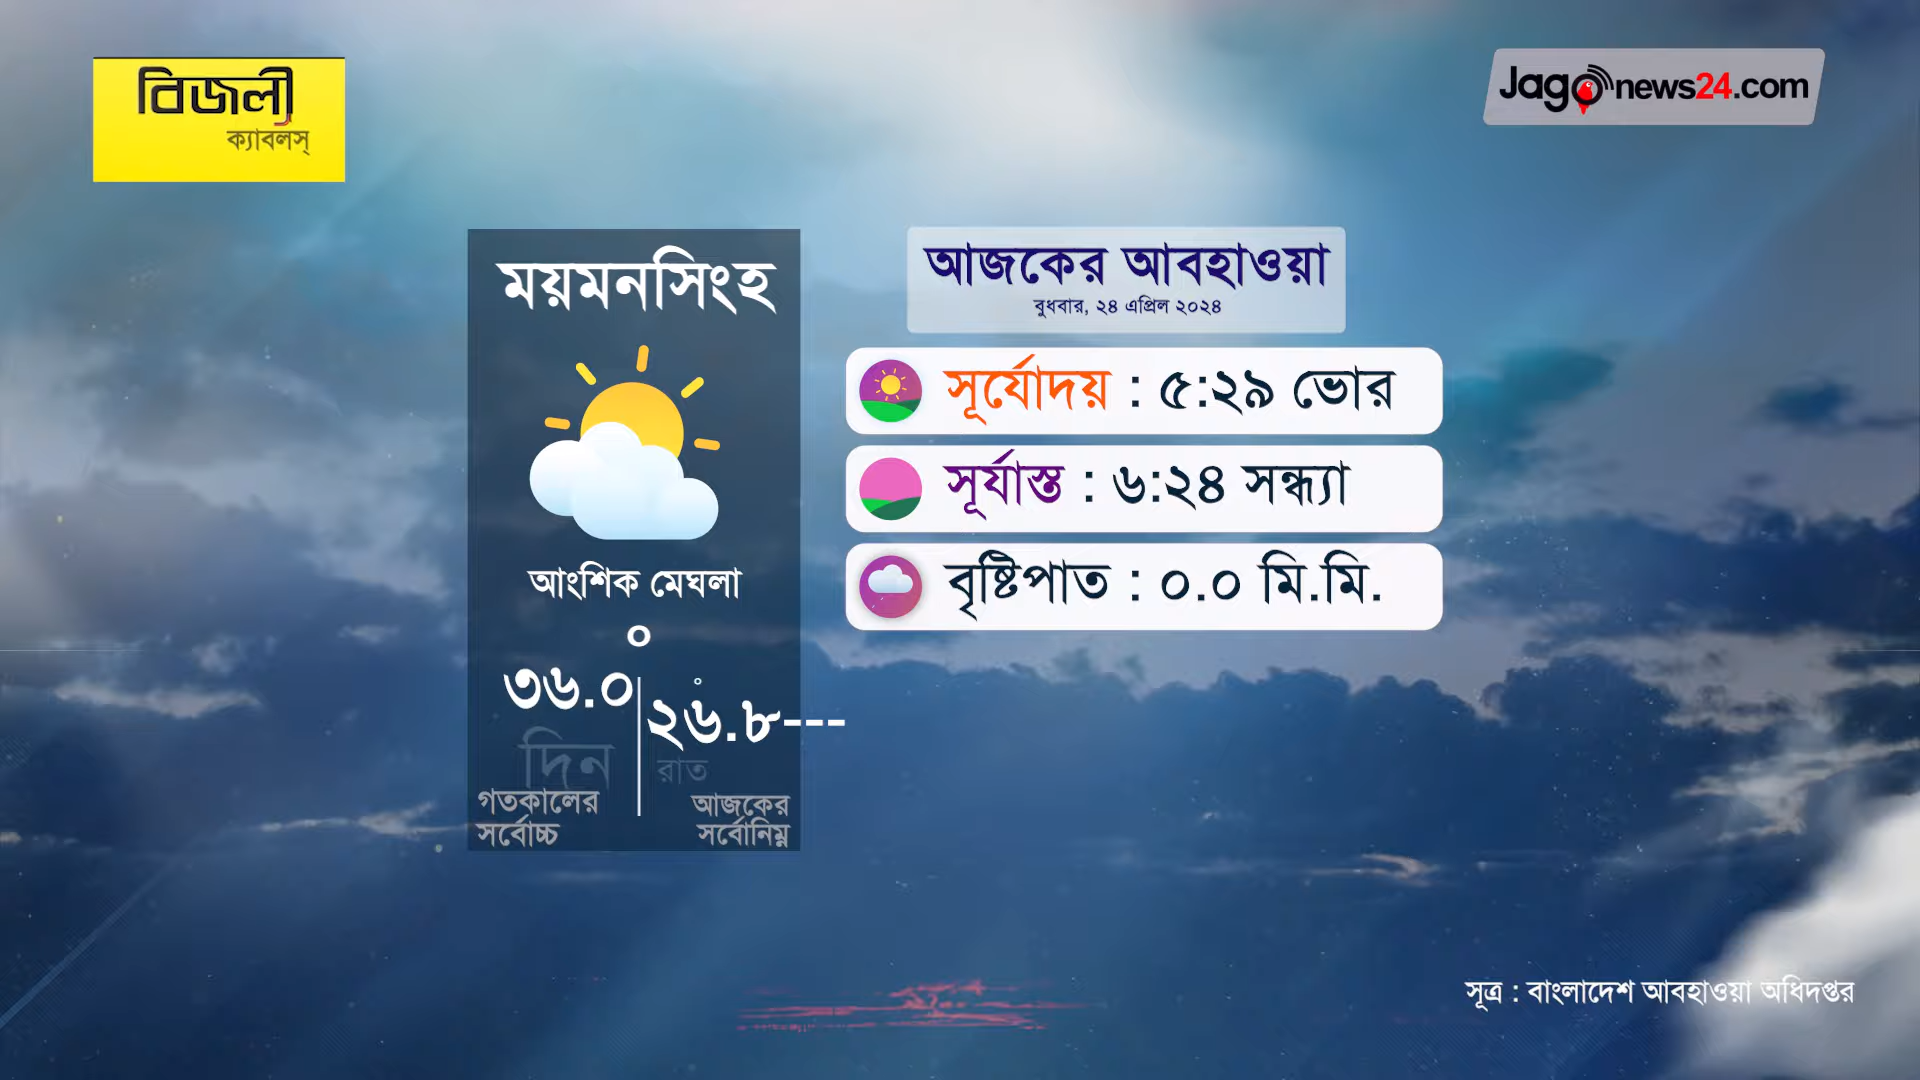 বিজলী
ক্যাবলস্
Jagonews24.com
ময়মনসিংহ
আংশিক মেঘলা
৩৬.০°
২৬.৮°---
দিন
রাত
গতকালের
সর্বোচ্চ
আজকের
সর্বোনিম্ন
আজকের আবহাওয়া
বুধবার, ২৪ এপ্রিল ২০২৪
সূর্যোদয় : ৫:২৯ ভোর
সূর্যাস্ত : ৬:২৪ সন্ধ্যা
বৃষ্টিপাত : ০.০ মি.মি.
সূত্র : বাংলাদেশ আবহাওয়া অধিদপ্তর